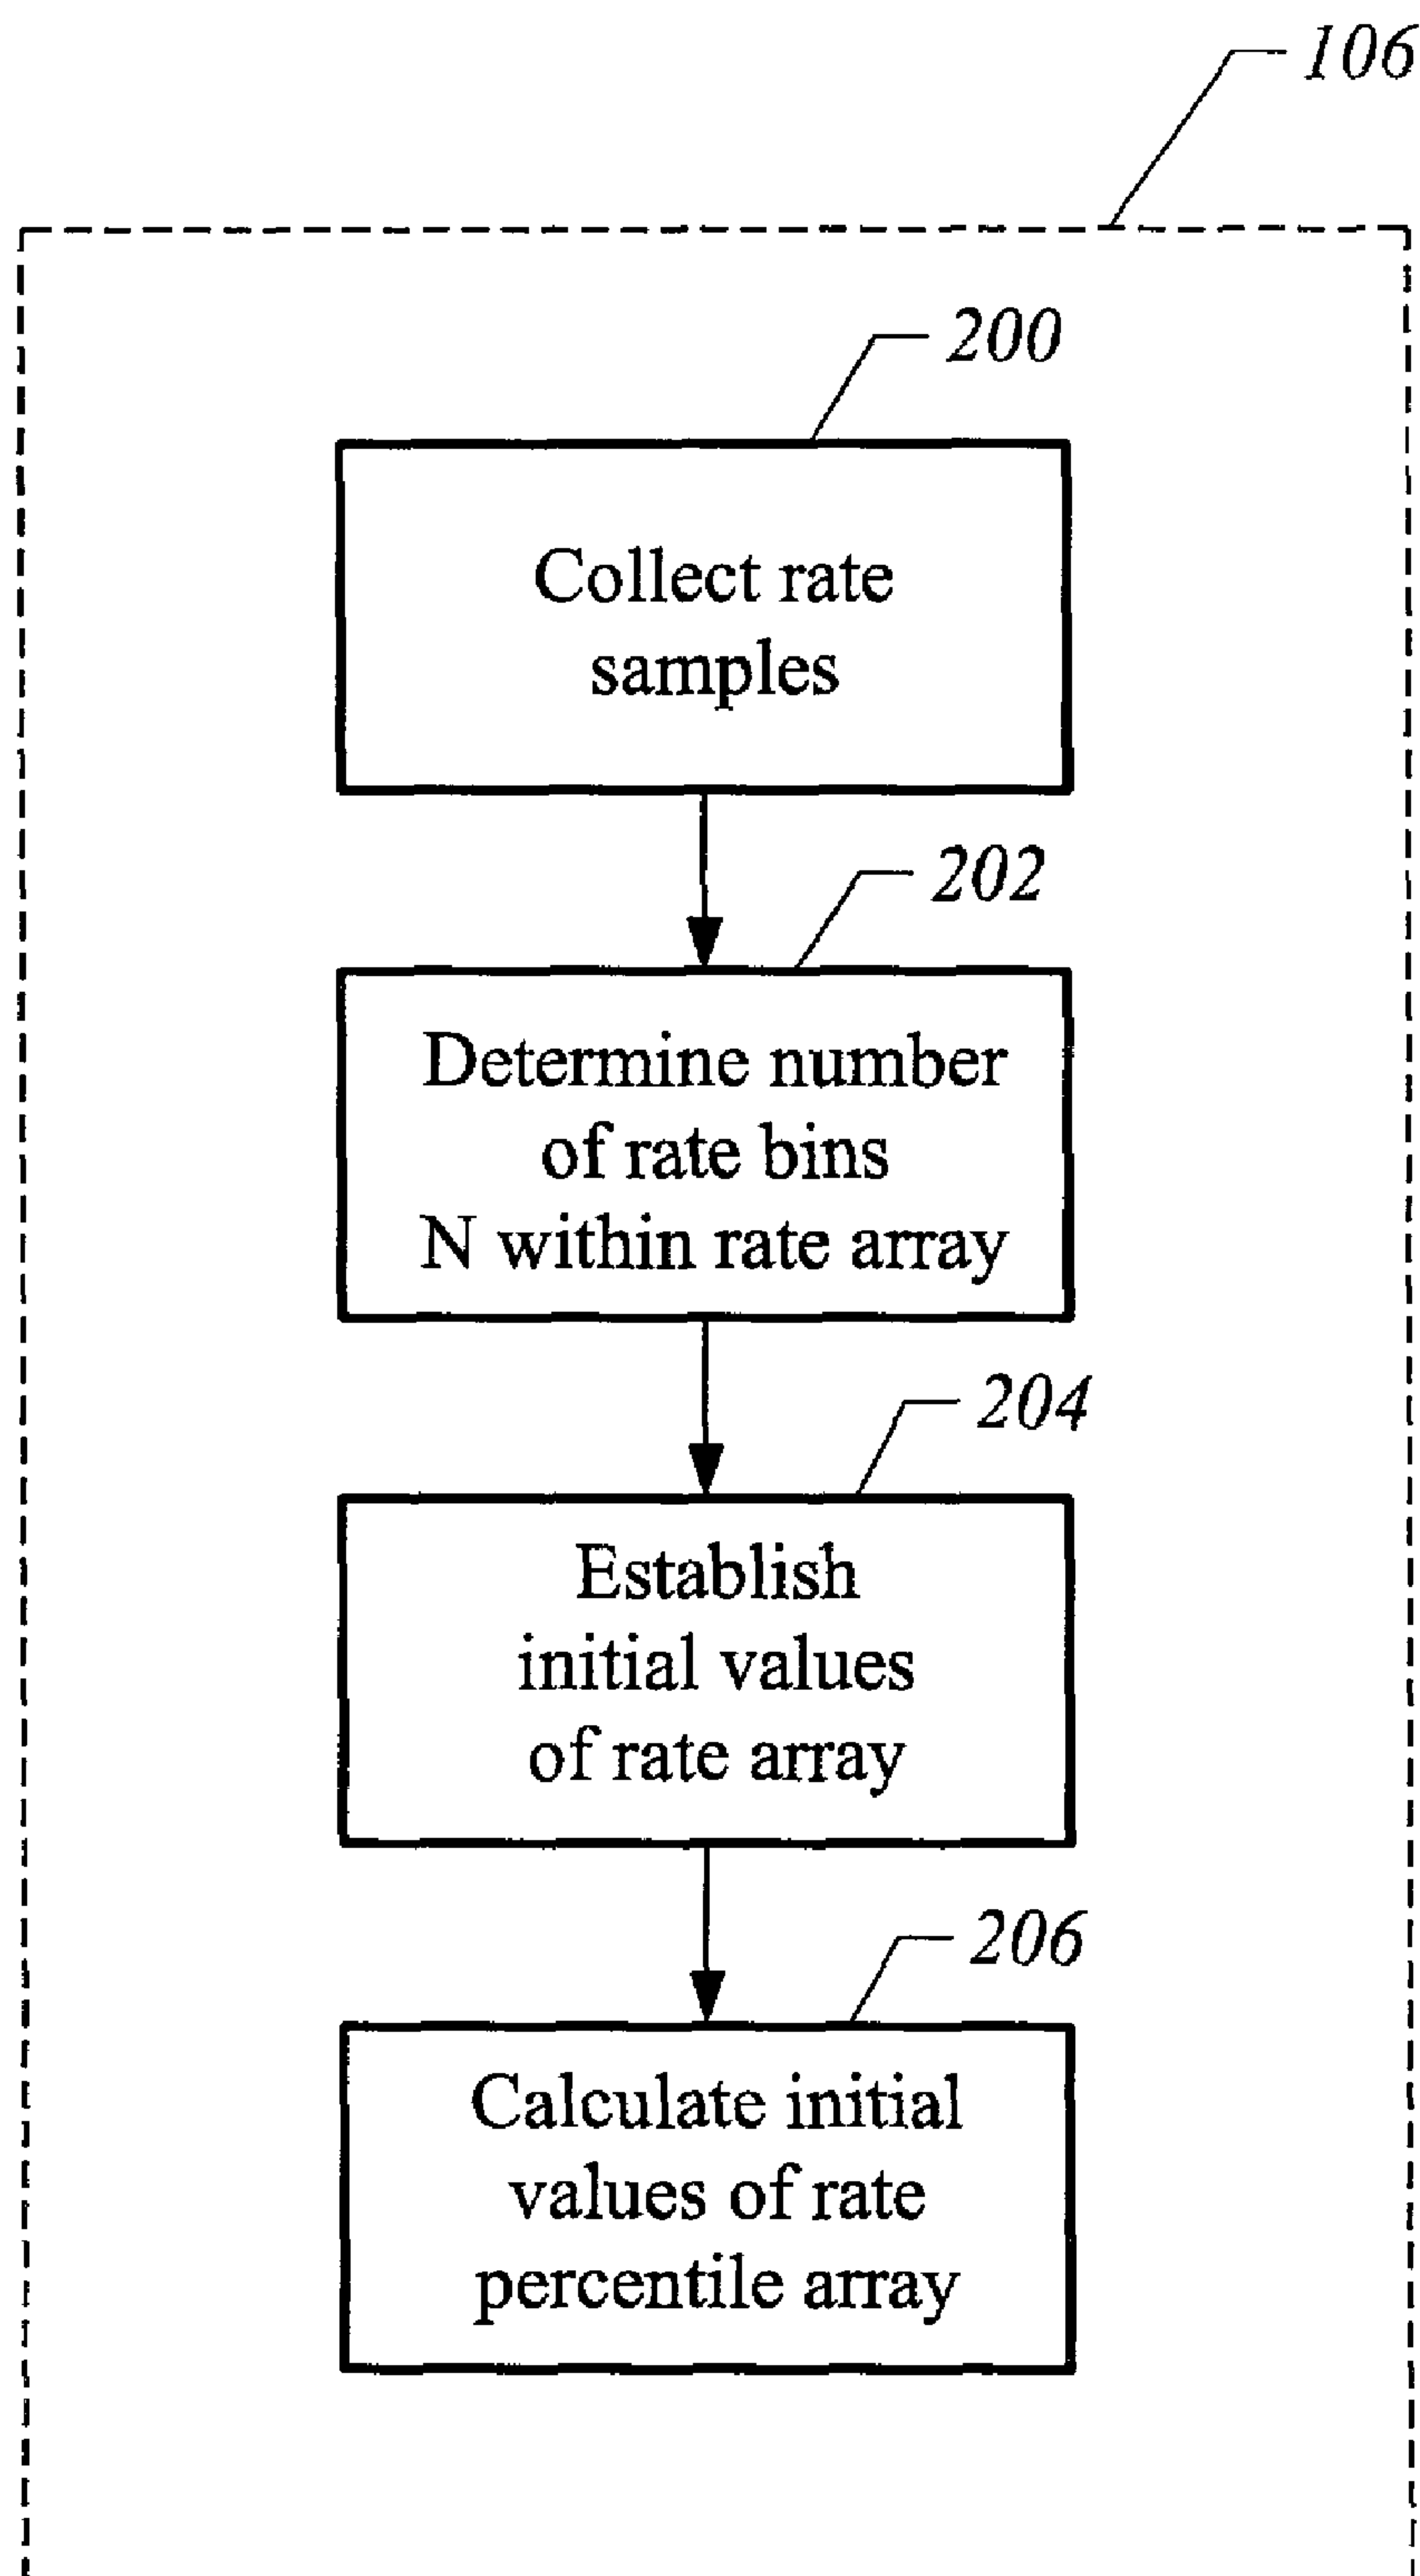 106
200
Collect rate
samples
202
Determine number
of rate bins
N within rate array
204
Establish
initial values
of rate array
206
Calculate initial
values of rate
percentile array